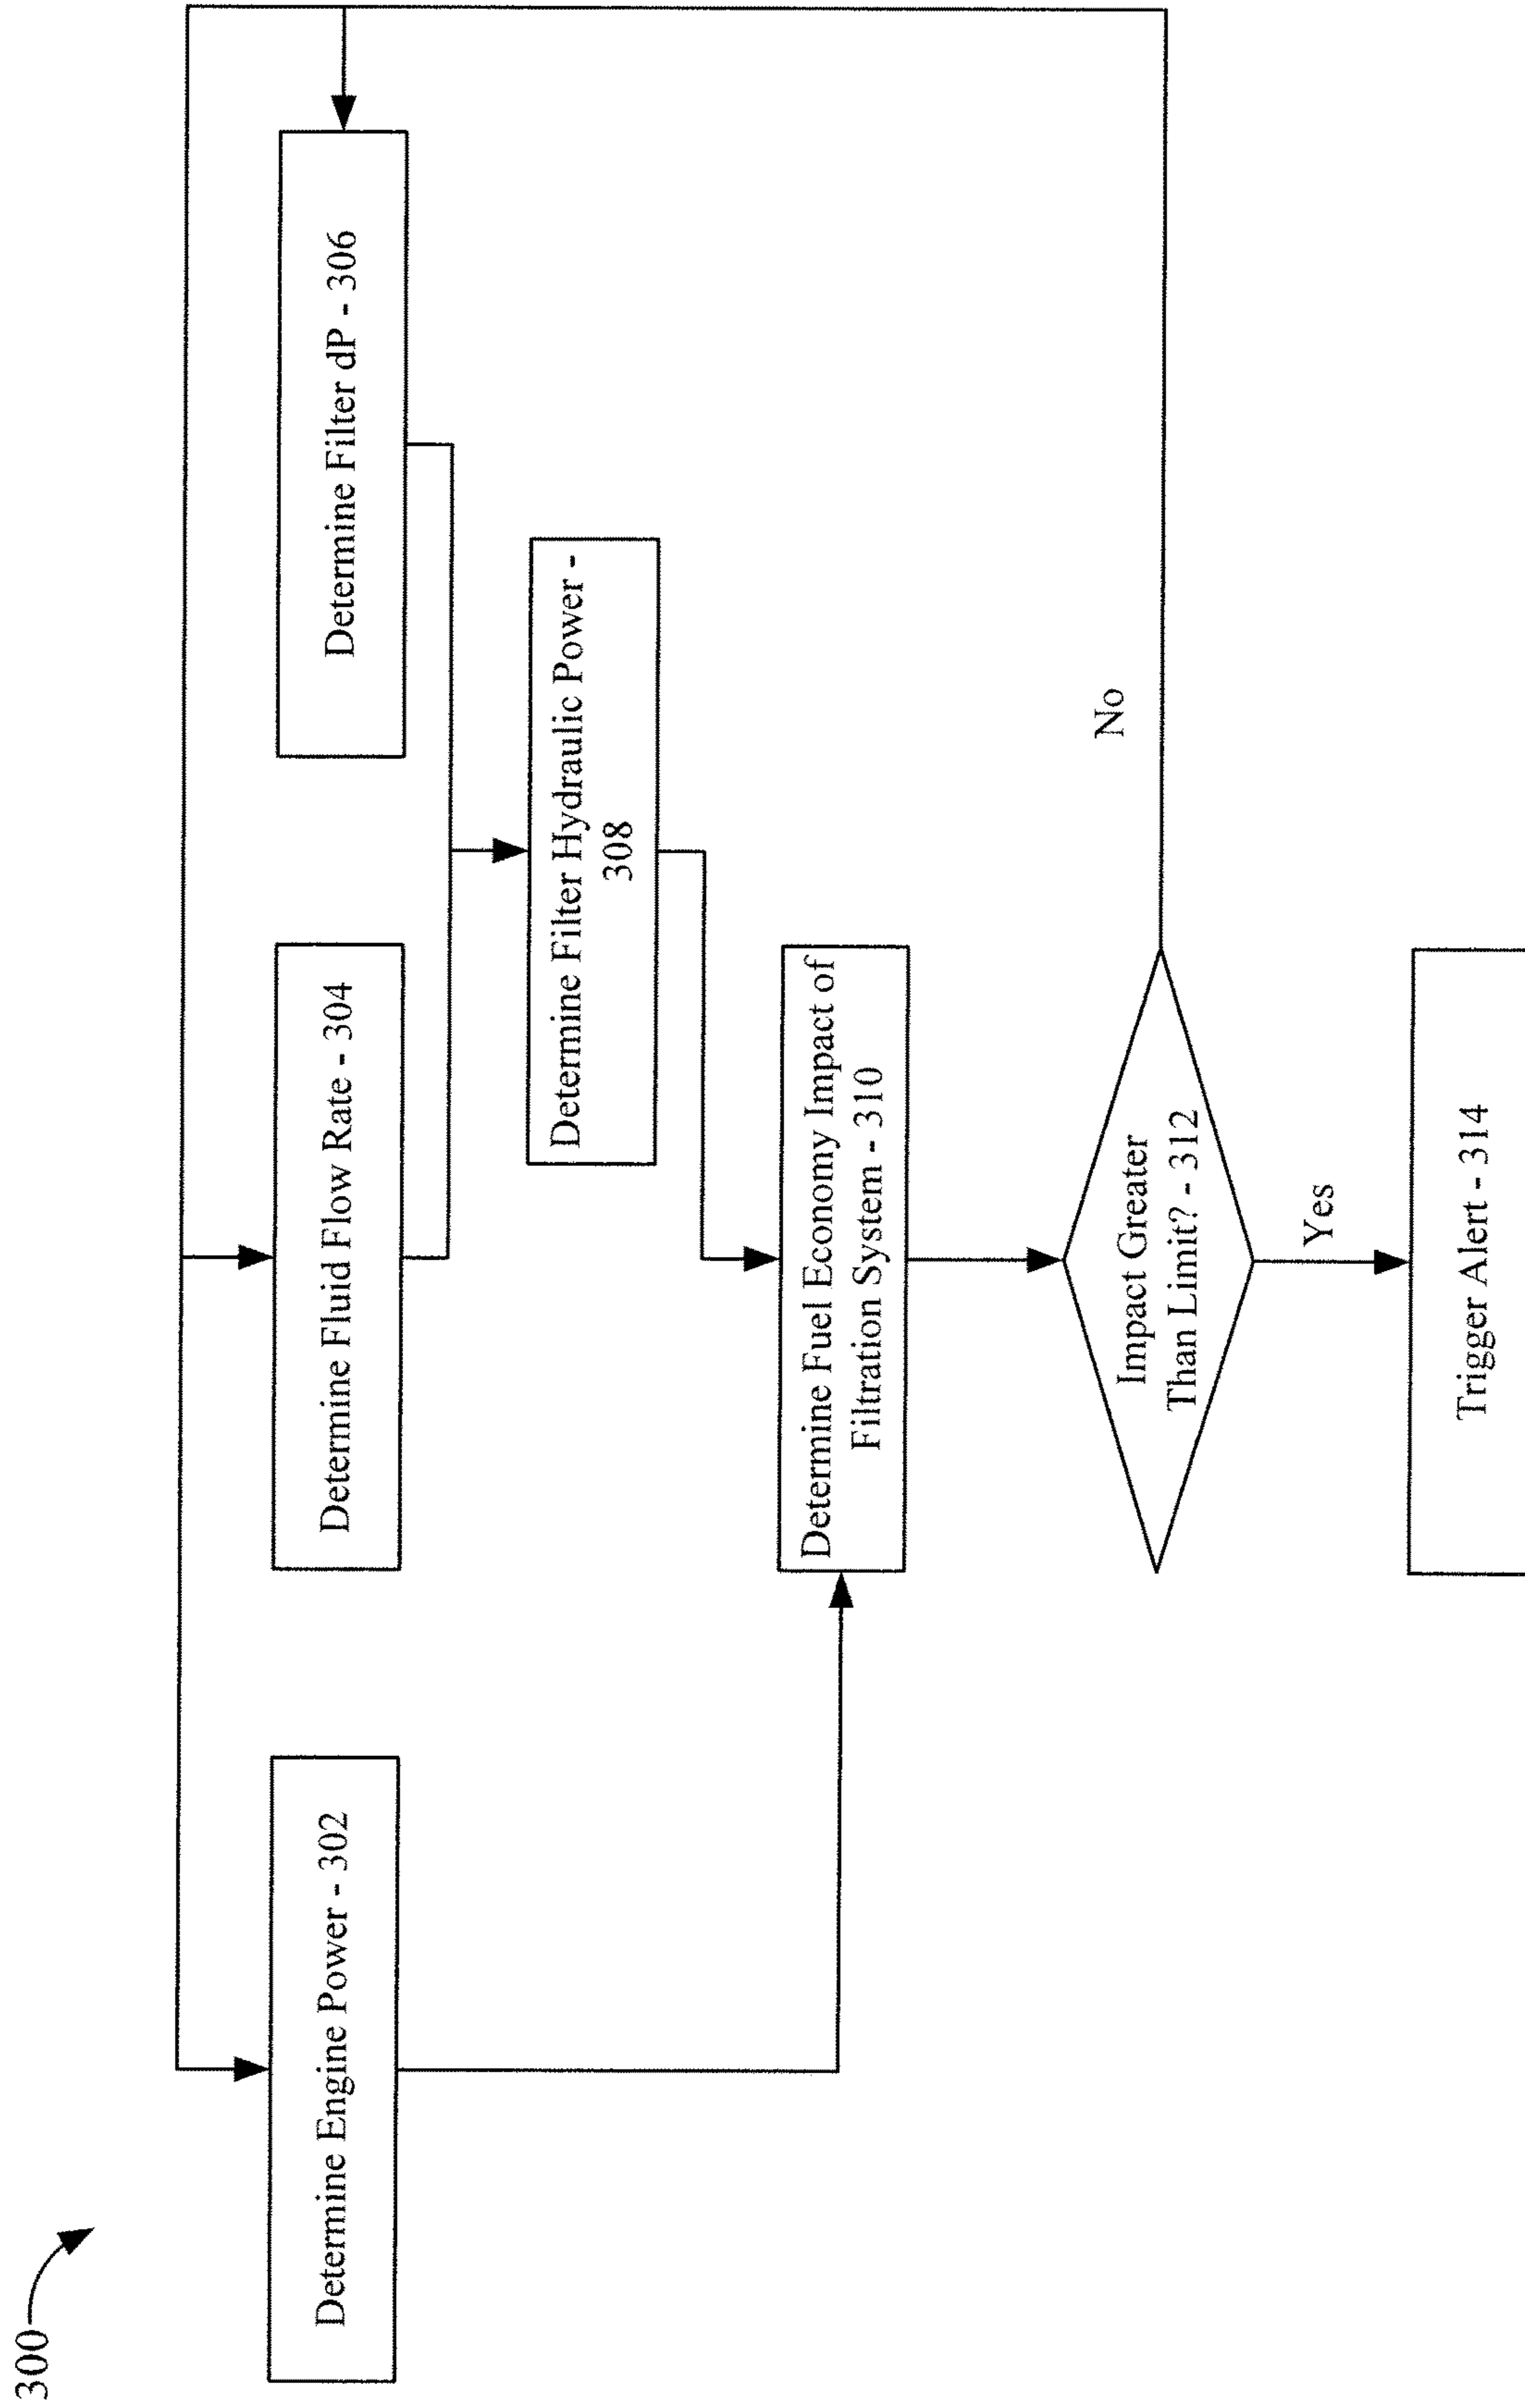 300
Determine Engine Power - 302
Determine Fluid Flow Rate - 304
Determine Filter dP - 306
Determine Filter Hydraulic Power -
308
Determine Fuel Economy Impact of
Filtration System - 310
Impact Greater
Than Limit? - 312
No
Yes
Trigger Alert - 314